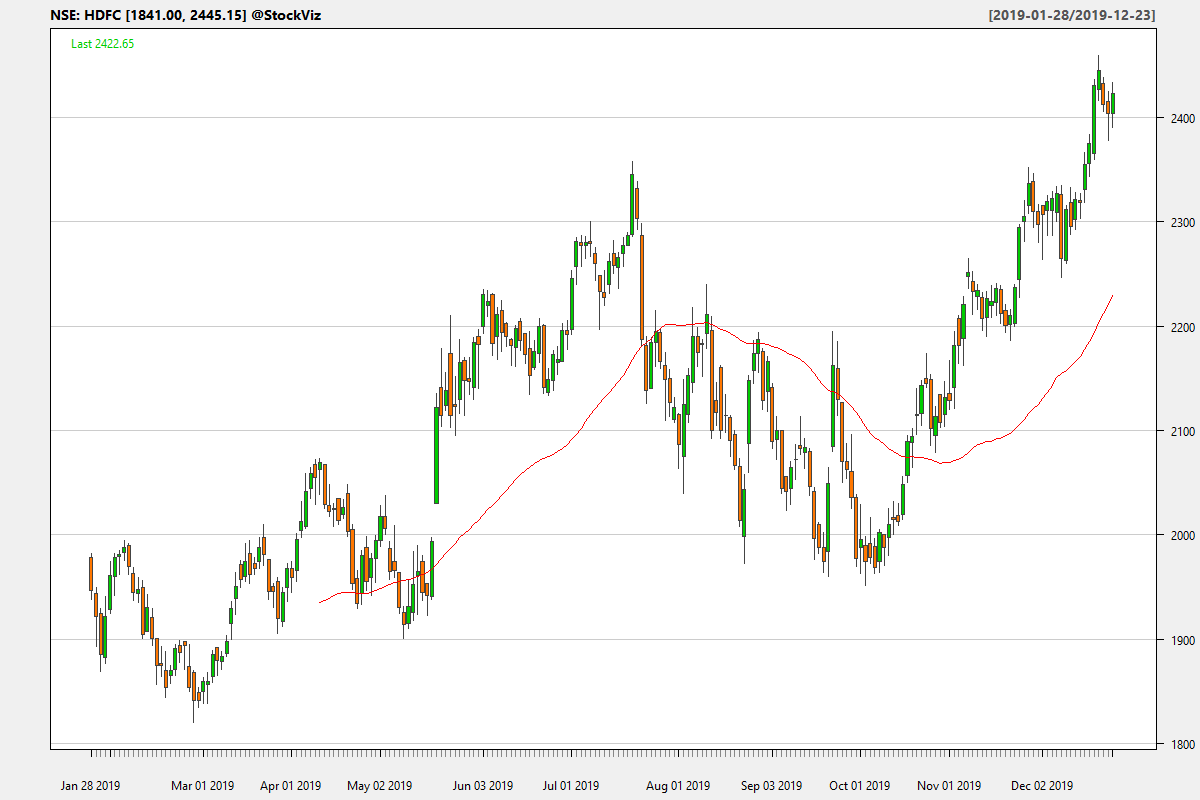 NSE: HDFC [1841.00, 2445.15] @StockViz
[2019-01-28/2019-12-23]
Last 2422.65
2400
2300
2200
2100
2000
1900
1800
Jan 28 2019 Mar 01 2019 Apr 01 2019 May 02 2019 Jun 03 2019 Jul 01 2019 Aug 01 2019 Sep 03 2019 Oct 01 2019 Nov 01 2019 Dec 02 2019